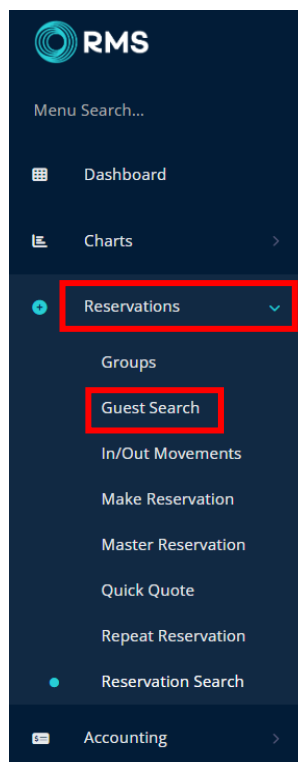 RMS
Menu Search...
Dashboard
Charts
Reservations
Groups
Guest Search
In/Out Movements
Make Reservation
Master Reservation
Quick Quote
Repeat Reservation
Reservation Search
Accounting